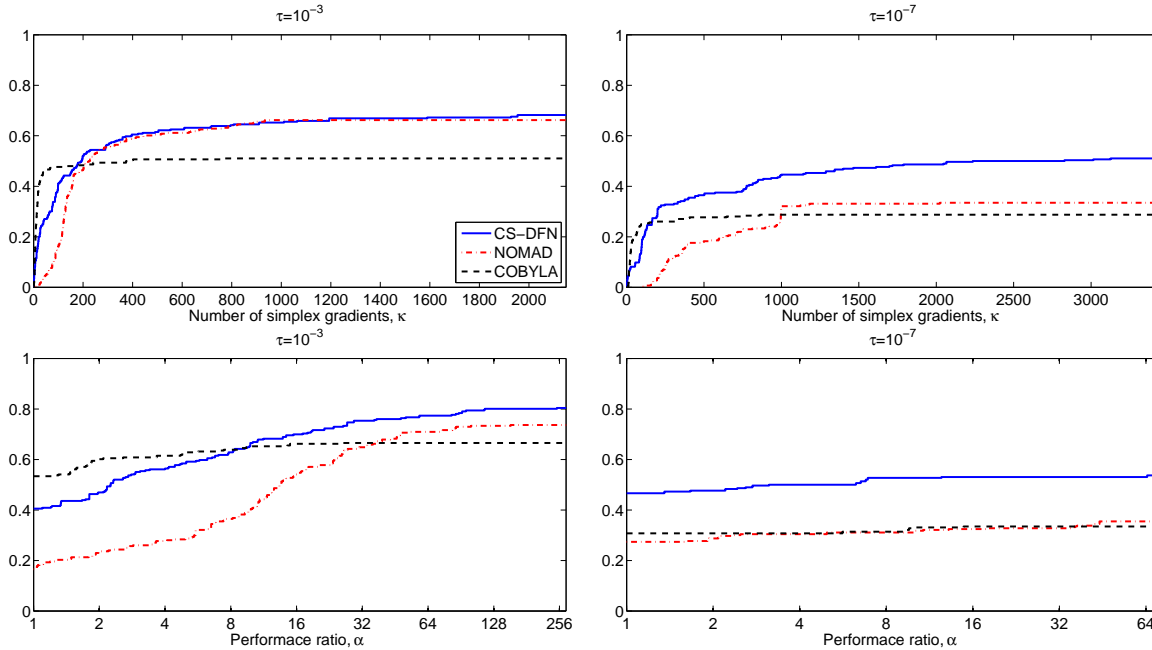 τ=10⁻³
1
0.8
0.6
0.4
0.2
0
0 200 400 600 800 1000 1200 1400 1600 1800 2000
Number of simplex gradients, κ
CS−DFN
NOMAD
COBYLA
τ=10⁻⁷
1
0.8
0.6
0.4
0.2
0
0 500 1000 1500 2000 2500 3000
Number of simplex gradients, κ
τ=10⁻³
1
0.8
0.6
0.4
0.2
0
1 2 4 8 16 32 64 128 256
Performace ratio, α
τ=10⁻⁷
1
0.8
0.6
0.4
0.2
0
1 2 4 8 16 32 64
Performace ratio, α